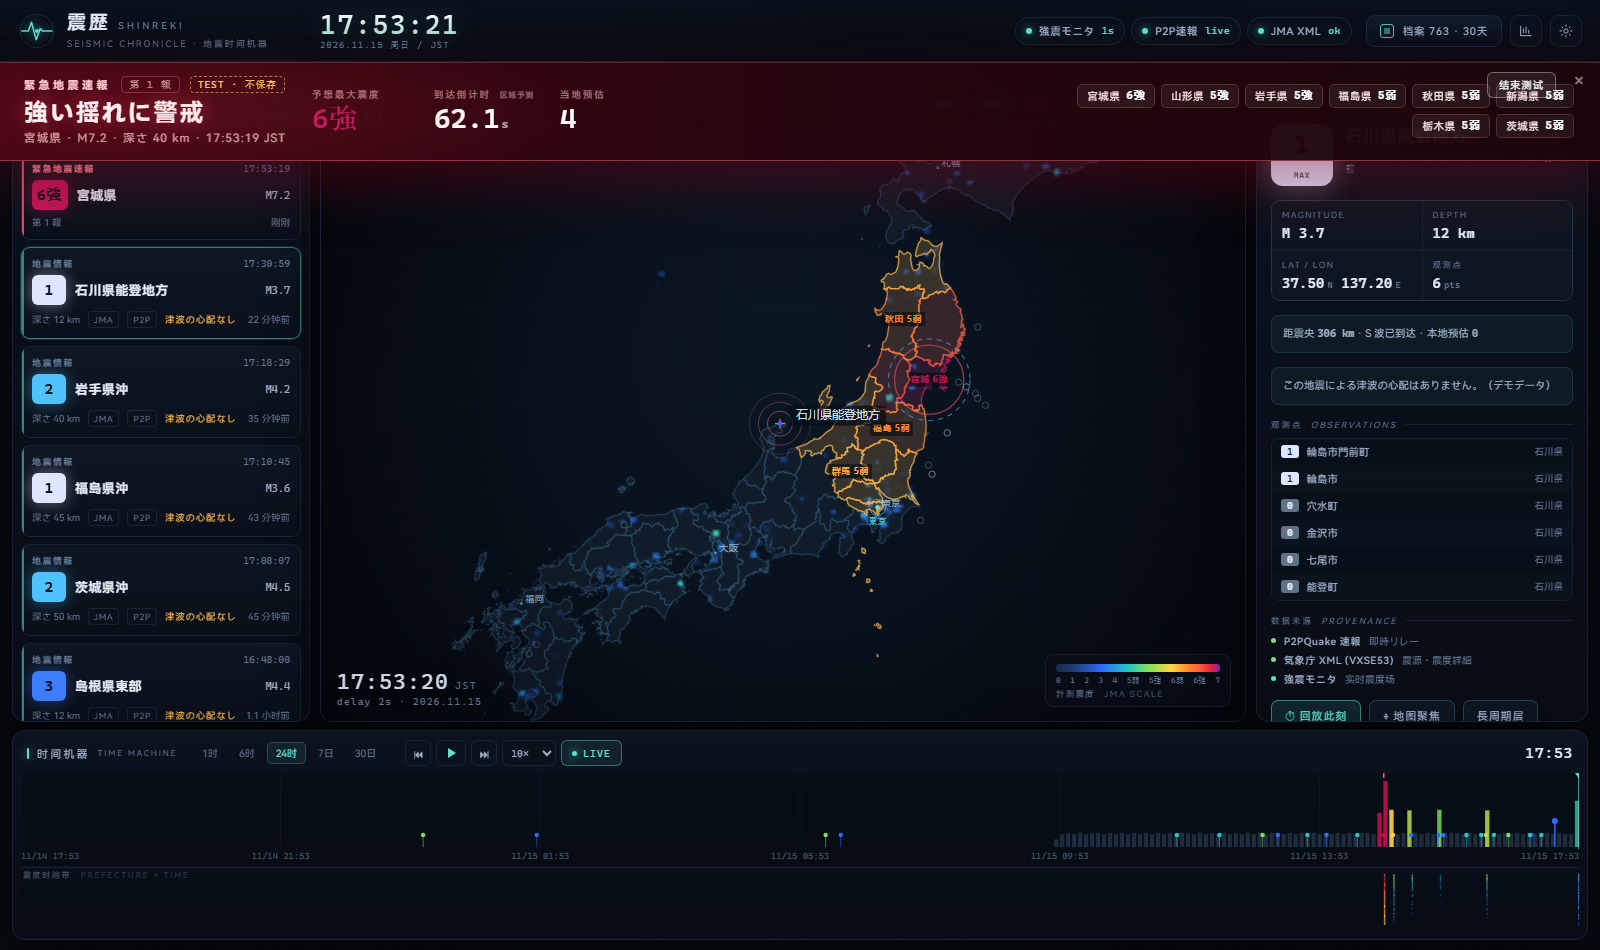 震歴 SHINREKI
SEISMIC CHRONICLE · 地震时间机器
17:53:21
2026.11.15 周日 / JST
強震モニタ 1s
P2P速報 live
JMA XML ok
档案 763 · 30天
緊急地震速報 第 1 報 TEST · 不保存
強い揺れに警戒
宮城県 · M7.2 · 深さ 40 km · 17:53:19 JST
予想最大震度
6強
到达倒计时 区域予測
62.1s
当地预估
4
结束测试
×
宮城県 6強
山形県 5強
岩手県 5強
福島県 5弱
秋田県 5弱
新潟県 5弱
栃木県 5弱
茨城県 5弱
緊急地震速報 17:53:19
6強 宮城県 M7.2
第 1 報 刚刚
地震情報 17:30:59
1 石川県能登地方 M3.7
深さ 12 km JMA P2P 津波の心配なし 22 分钟前
地震情報 17:18:29
2 岩手県沖 M4.2
深さ 40 km JMA P2P 津波の心配なし 35 分钟前
地震情報 17:10:45
1 福島県沖 M3.6
深さ 45 km JMA P2P 津波の心配なし 43 分钟前
地震情報 17:08:07
2 茨城県沖 M4.5
深さ 50 km JMA P2P 津波の心配なし 45 分钟前
地震情報 16:48:00
3 島根県東部 M4.4
深さ 12 km JMA P2P 津波の心配なし 1.1 小时前
札幌
秋田 5弱
宮城 6強
石川県能登地方
福島 5弱
群馬 5弱
東京
東京
大阪
福岡
17:53:20 JST
delay 2s · 2026.11.15
0 1 2 3 4 5弱 5強 6弱 6強 7
計測震度 JMA SCALE
1
MAX
石川県能登地方
前
MAGNITUDE
M 3.7
DEPTH
12 km
LAT / LON
37.50 N 137.20 E
观测点
6 pts
距震央 306 km · S 波已到达 · 本地预估 0
この地震による津波の心配はありません。（デモデータ）
观测点 OBSERVATIONS
1 輪島市門前町 石川県
1 輪島市 石川県
0 穴水町 石川県
0 金沢市 石川県
0 七尾市 石川県
0 能登町 石川県
数据来源 PROVENANCE
P2PQuake 速報 即時リレー
気象庁 XML (VXSE53) 震源・震度詳細
強震モニタ 实时震度场
回放此刻
地图聚焦
長周期層
时间机器 TIME MACHINE
1时 6时 24时 7日 30日
10×
LIVE
17:53
11/14 17:53 11/14 21:53 11/15 01:53 11/15 05:53 11/15 09:53 11/15 13:53 11/15 17:53
震度时间带 PREFECTURE × TIME